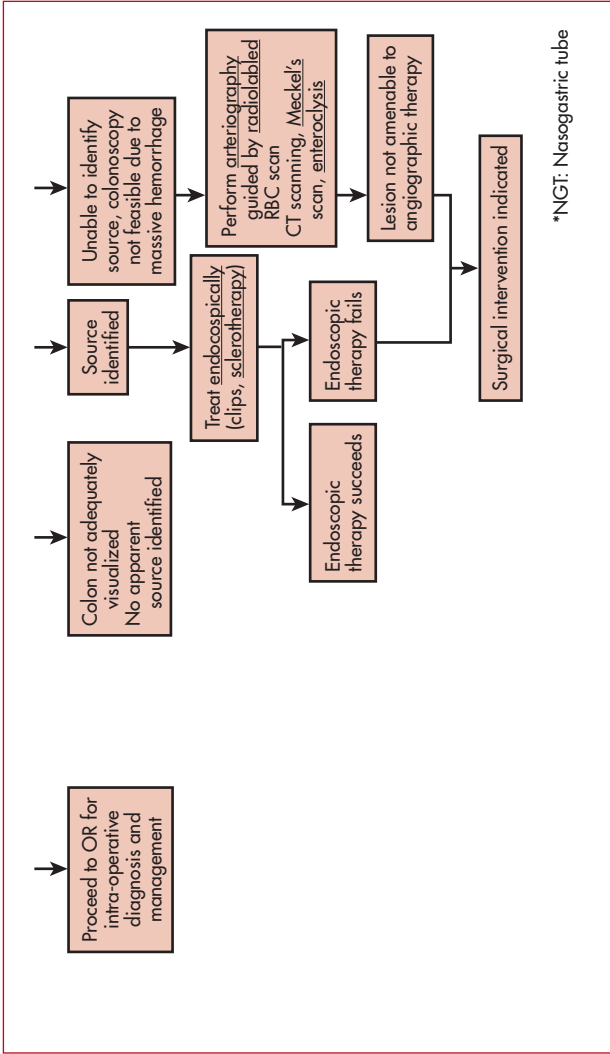 Proceed to OR for
intra-operative
diagnosis and
management
Colon not adequately
visualized
No apparent
source identified
Source
identified
Unable to identify
source, colonoscopy
not feasible due to
massive hemorrhage
Treat endocospically
(clips, sclerotherapy)
Perform arteriography
guided by radiolabled
RBC scan
CT scanning, Meckel's
scan, enteroclysis
Endoscopic
therapy succeeds
Endoscopic
therapy fails
Lesion not amenable to
angiographic therapy
Surgical intervention indicated
*NGT: Nasogastric tube